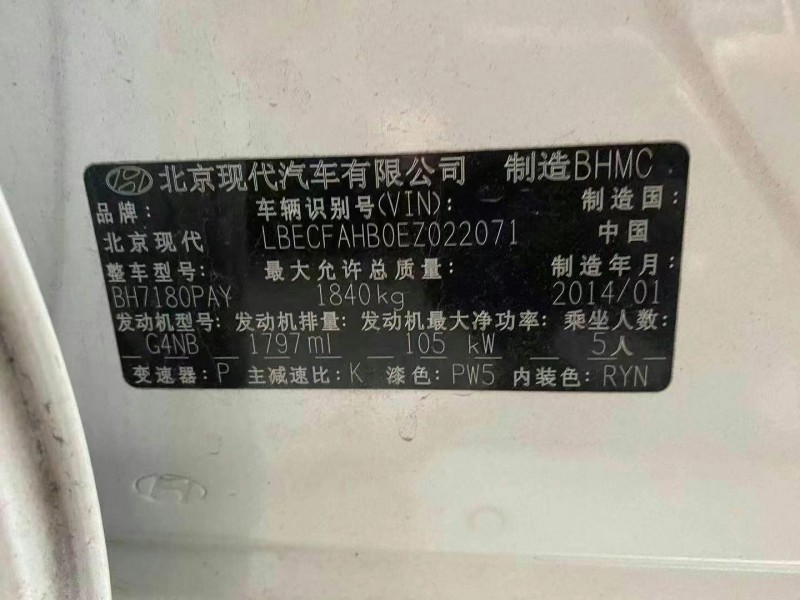 北京现代汽车有限公司 制造BHMC
品牌: 车辆识别号(VIN): 制造国:
北京现代 LBECFAHB0EZ022071 中国
整车型号: 最大允许总质量: 制造年月:
BH7180PAY 1840kg 2014/01
发动机型号: 发动机排量: 发动机最大净功率: 乘坐人数:
G4NB 1797ml 105 kW 5人
变速器: P 主减速比: K 漆色: PW5 内装色: RYN